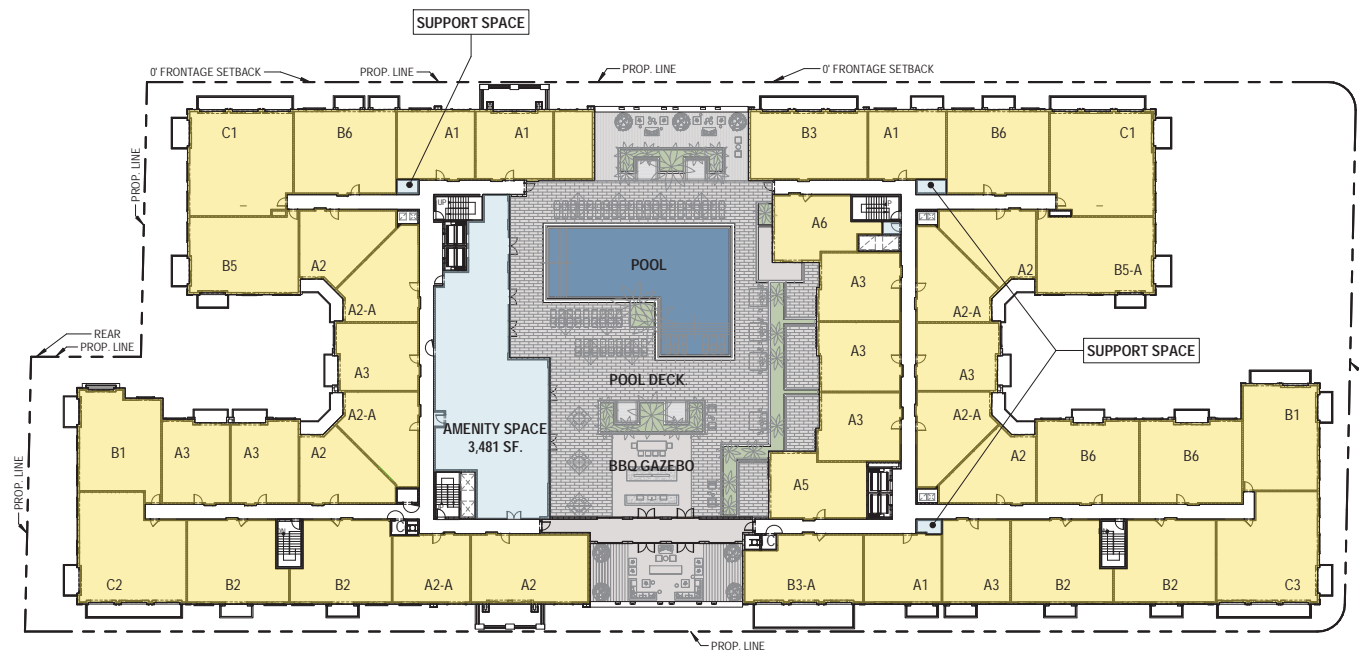 SUPPORT SPACE
0' FRONTAGE SETBACK
PROP. LINE
PROP. LINE
0' FRONTAGE SETBACK
C1
B6
A1
A1
B3
A1
B6
C1
PROP. LINE
UP
A6
B5
A2
POOL
A2
B5-A
A3
A2-A
A2-A
REAR
PROP. LINE
SUPPORT SPACE
A3
A3
A3
POOL DECK
A2-A
A3
A2-A
AMENITY SPACE
3,481 SF.
B1
B1
A3
A3
A2
BBQ GAZEBO
A2
B6
B6
PROP. LINE
A5
C
C
C2
B2
B2
A2-A
A2
B3-A
A1
A3
B2
B2
C3
PROP. LINE